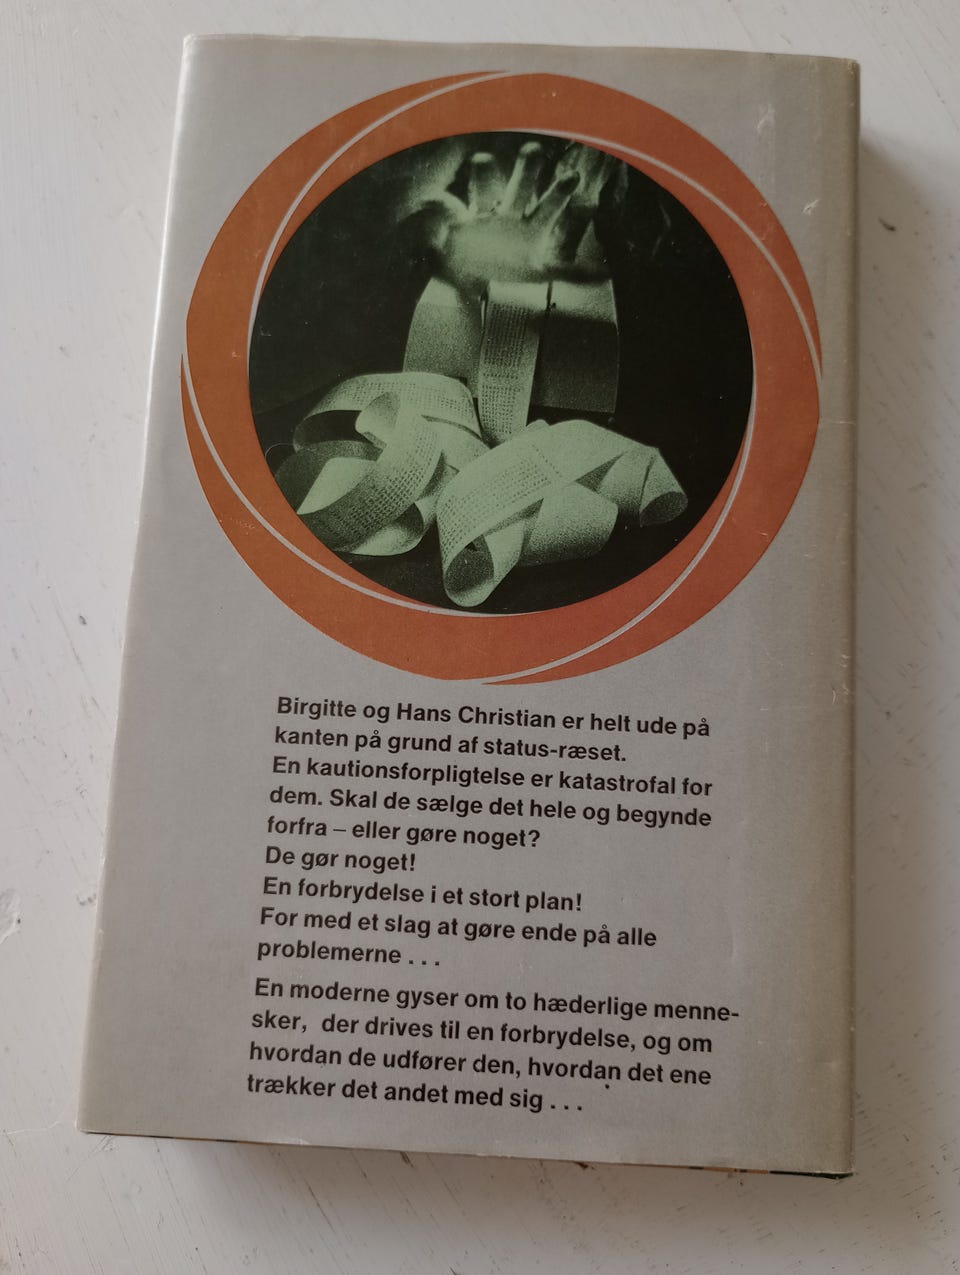 Birgitte og Hans Christian er helt ude på
kanten på grund af status-ræset.
En kautionsforpligtelse er katastrofal for
dem. Skal de sælge det hele og begynde
forfra – eller gøre noget?
De gør noget!
En forbrydelse i et stort plan!
For med et slag at gøre ende på alle
problemerne . . .
En moderne gyser om to hæderlige menne-
sker, der drives til en forbrydelse, og om
hvordan de udfører den, hvordan det ene
trækker det andet med sig . . .